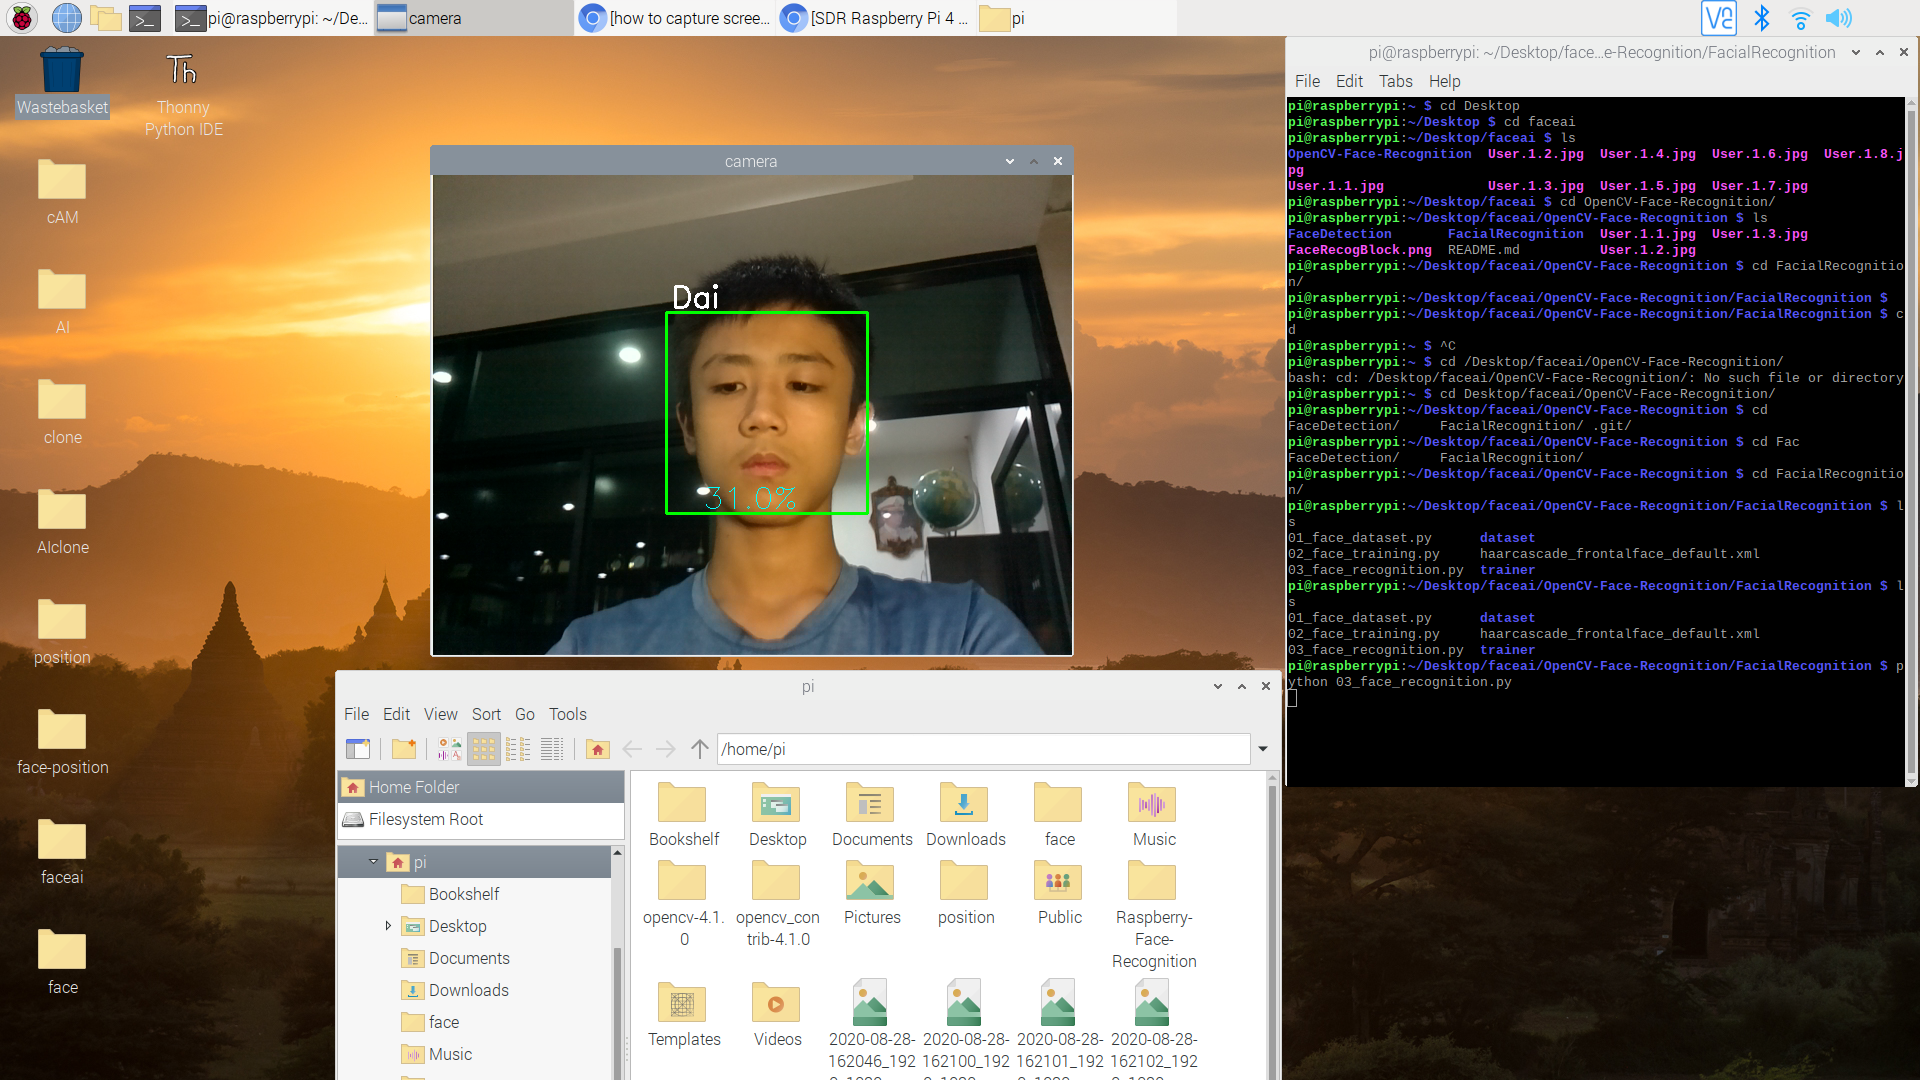 pi@raspberrypi: ~/De...
camera
[how to capture scree...
[SDR Raspberry Pi 4 ...
pi
Wastebasket
Th
Thonny
Python IDE
cAM
AI
clone
AIclone
position
face-position
faceai
face
camera
Dai
31.0%
pi@raspberrypi: ~/Desktop/face...e-Recognition/FacialRecognition
File Edit Tabs Help
pi@raspberrypi:~ $ cd Desktop
pi@raspberrypi:~/Desktop $ cd faceai
pi@raspberrypi:~/Desktop/faceai $ ls
OpenCV-Face-Recognition User.1.2.jpg User.1.4.jpg User.1.6.jpg User.1.8.j
pg
User.1.1.jpg User.1.3.jpg User.1.5.jpg User.1.7.jpg
pi@raspberrypi:~/Desktop/faceai $ cd OpenCV-Face-Recognition/
pi@raspberrypi:~/Desktop/faceai/OpenCV-Face-Recognition $ ls
FaceDetection FacialRecognition User.1.1.jpg User.1.3.jpg
FaceRecogBlock.png README.md User.1.2.jpg
pi@raspberrypi:~/Desktop/faceai/OpenCV-Face-Recognition $ cd FacialRecognitio
n/
pi@raspberrypi:~/Desktop/faceai/OpenCV-Face-Recognition/FacialRecognition $
pi@raspberrypi:~/Desktop/faceai/OpenCV-Face-Recognition/FacialRecognition $ c
d
pi@raspberrypi:~ $ ^C
pi@raspberrypi:~ $ cd /Desktop/faceai/OpenCV-Face-Recognition/
bash: cd: /Desktop/faceai/OpenCV-Face-Recognition/: No such file or directory
pi@raspberrypi:~ $ cd Desktop/faceai/OpenCV-Face-Recognition/
pi@raspberrypi:~/Desktop/faceai/OpenCV-Face-Recognition $ cd
FaceDetection/ FacialRecognition/ .git/
pi@raspberrypi:~/Desktop/faceai/OpenCV-Face-Recognition $ cd Fac
FaceDetection/ FacialRecognition/
pi@raspberrypi:~/Desktop/faceai/OpenCV-Face-Recognition $ cd FacialRecognitio
n/
pi@raspberrypi:~/Desktop/faceai/OpenCV-Face-Recognition/FacialRecognition $ l
s
01_face_dataset.py dataset
02_face_training.py haarcascade_frontalface_default.xml
03_face_recognition.py trainer
pi@raspberrypi:~/Desktop/faceai/OpenCV-Face-Recognition/FacialRecognition $ l
s
01_face_dataset.py dataset
02_face_training.py haarcascade_frontalface_default.xml
03_face_recognition.py trainer
pi@raspberrypi:~/Desktop/faceai/OpenCV-Face-Recognition/FacialRecognition $ p
ython 03_face_recognition.py
pi
File Edit View Sort Go Tools
/home/pi
Home Folder
Filesystem Root
pi
Bookshelf
Desktop
Documents
Downloads
face
Music
Bookshelf Desktop Documents Downloads face Music
opencv-4.1. opencv_con Pictures position Public Raspberry-
0 trib-4.1.0 Face-
Recognition
Templates Videos 2020-08-28- 2020-08-28- 2020-08-28- 2020-08-28-
162046_192 162100_192 162101_192 162102_192